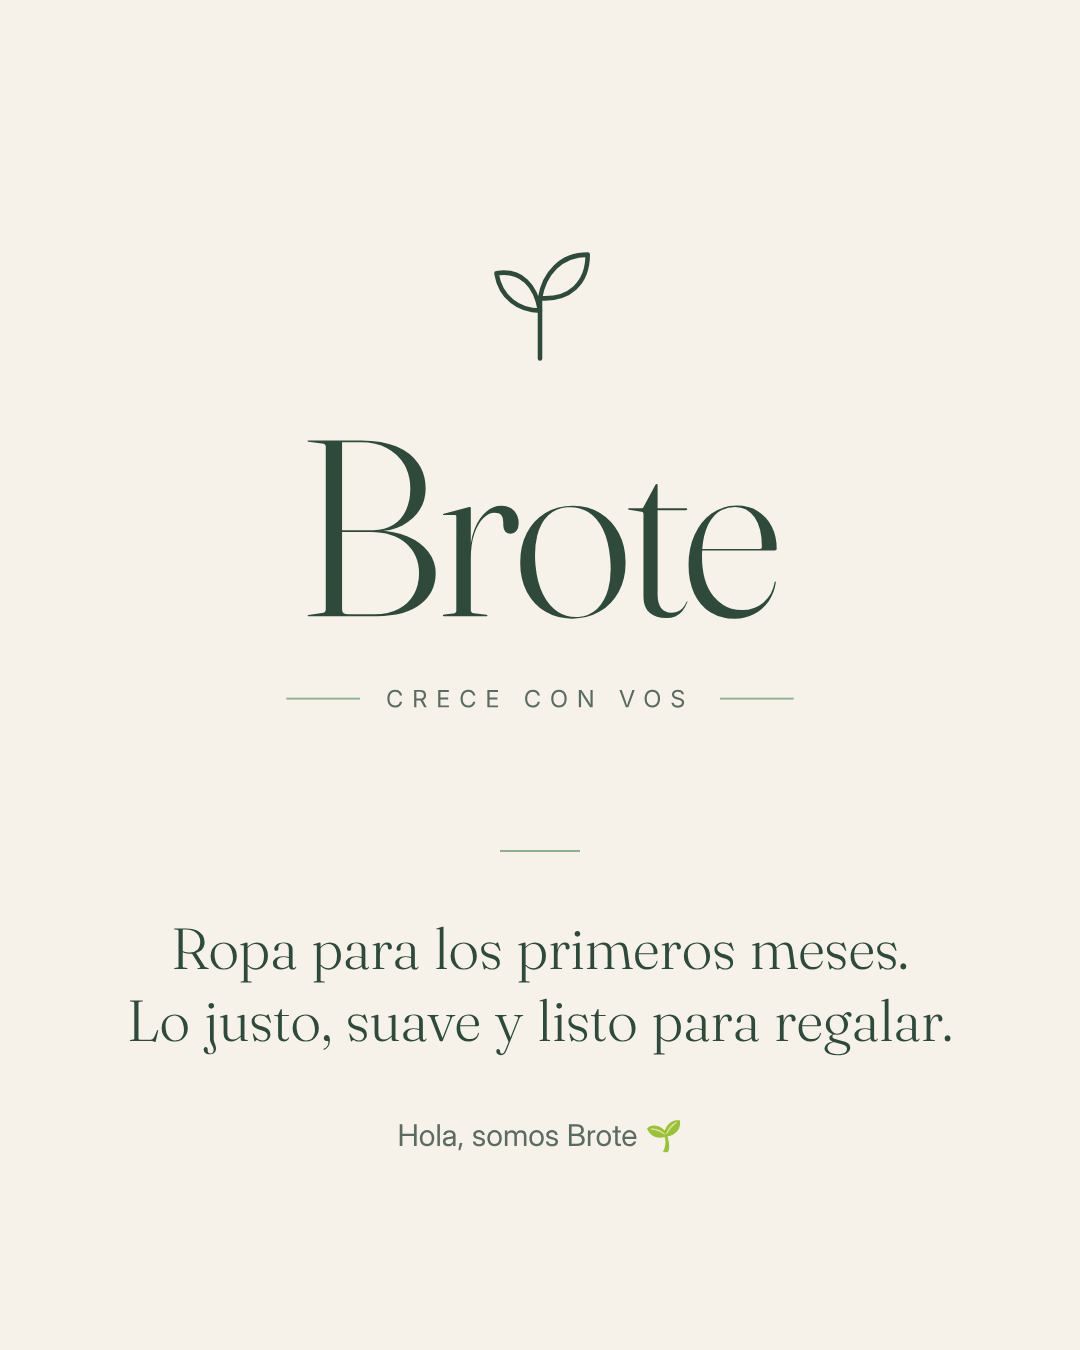 Brote
CRECE CON VOS
Ropa para los primeros meses.
Lo justo, suave y listo para regalar.
Hola, somos Brote 🌱